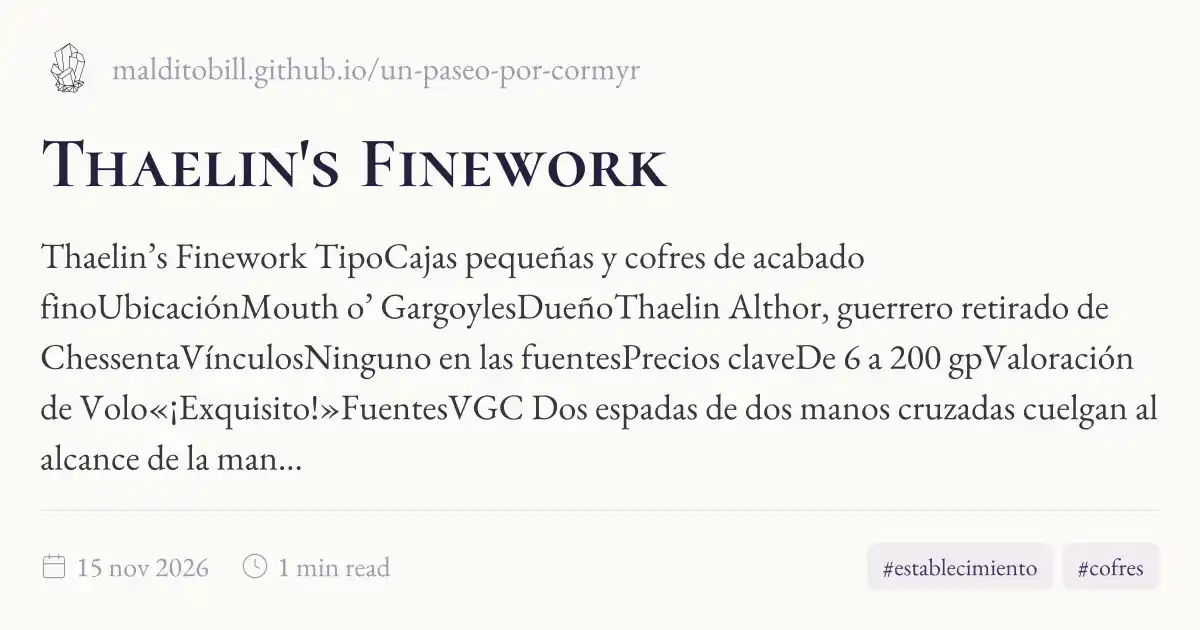 malditobill.github.io/un-paseo-por-cormyr
Thaelin's Finework
Thaelin’s Finework TipoCajas pequeñas y cofres de acabado
finoUbicaciónMouth o’ GargoylesDueñoThaelin Althor, guerrero retirado de
ChessentaVínculosNinguno en las fuentesPrecios claveDe 6 a 200 gpValoración
de Volo«¡Exquisito!»FuentesVGC Dos espadas de dos manos cruzadas cuelgan al
alcance de la man...
15 nov 2026
1 min read
#establecimiento
#cofres